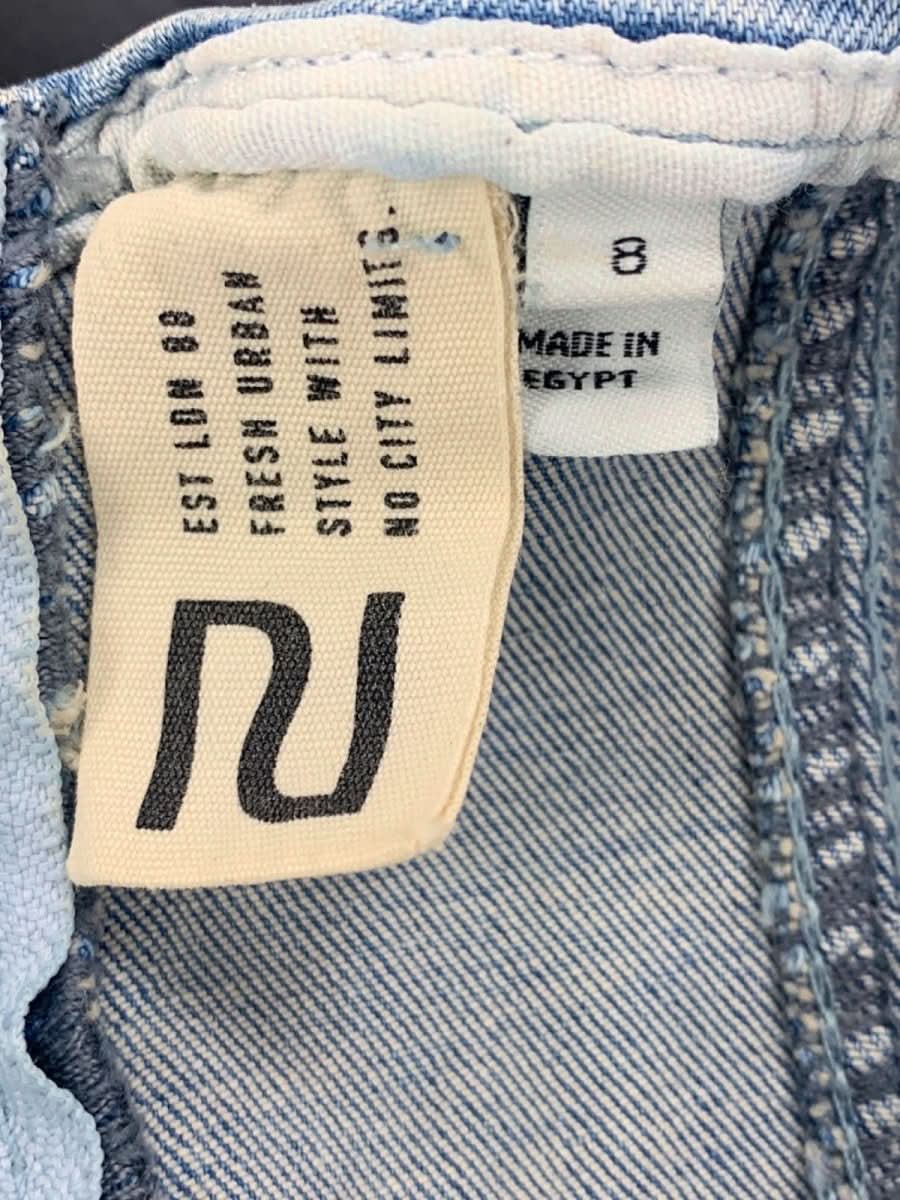 EST LDN 88
FRESH URBAN
STYLE WITH
NO CITY LIMITS.
RI
8
MADE IN
EGYPT